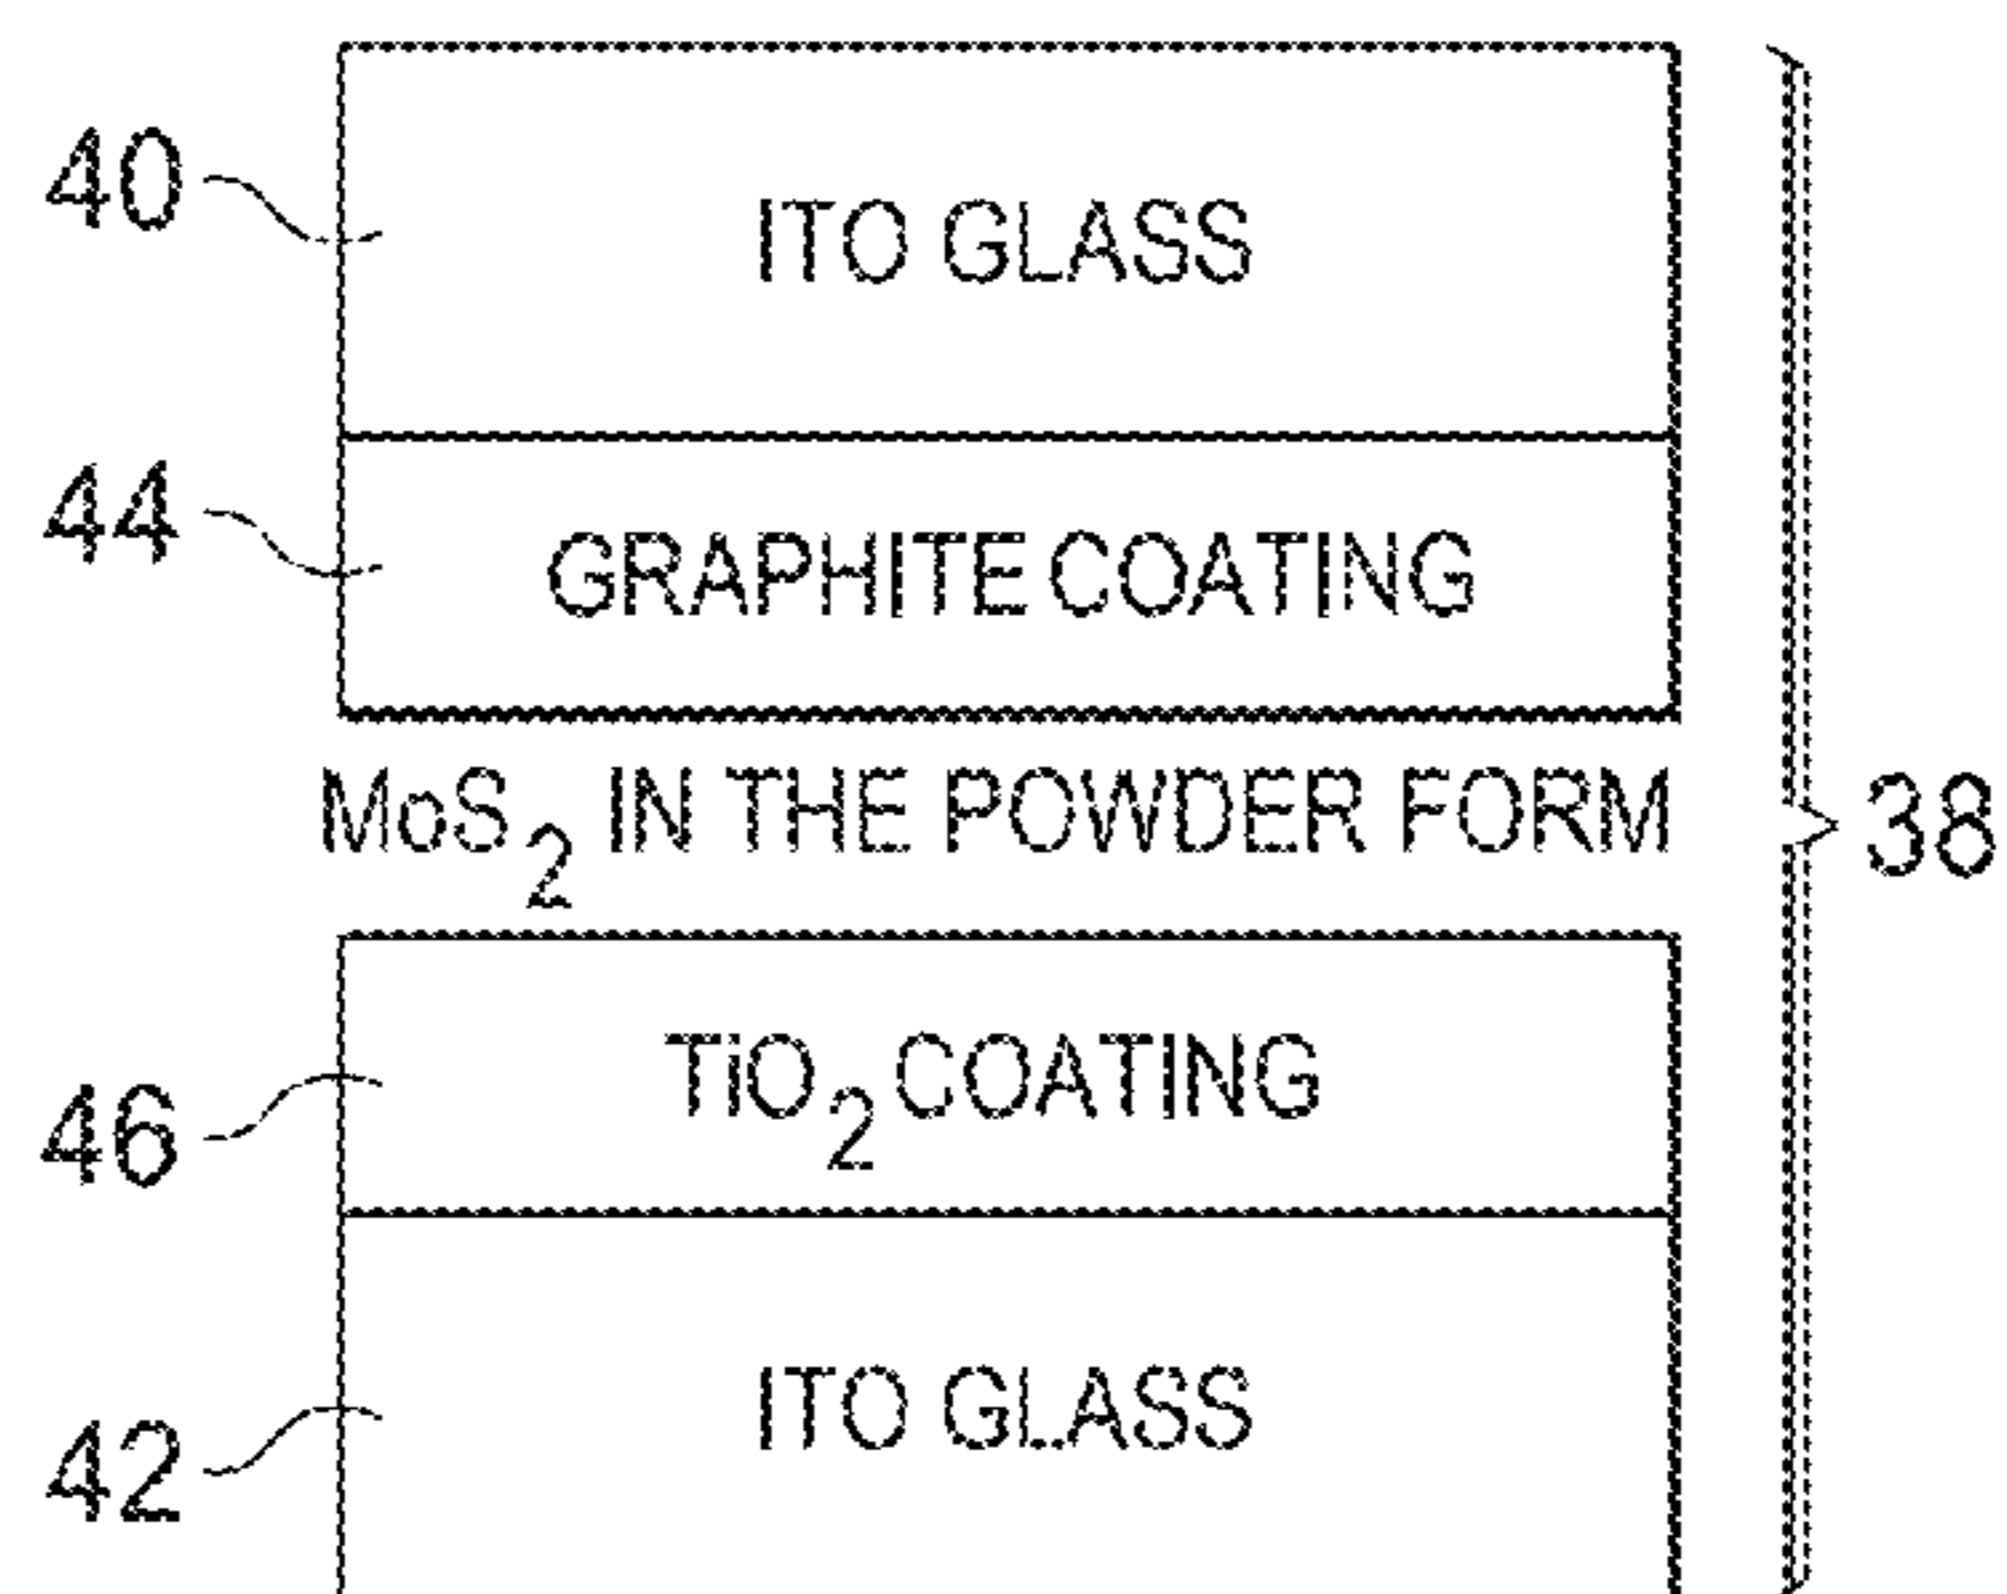 40
ITO GLASS
44
GRAPHITE COATING
MoS₂ IN THE POWDER FORM
38
TiO₂ COATING
46
ITO GLASS
42